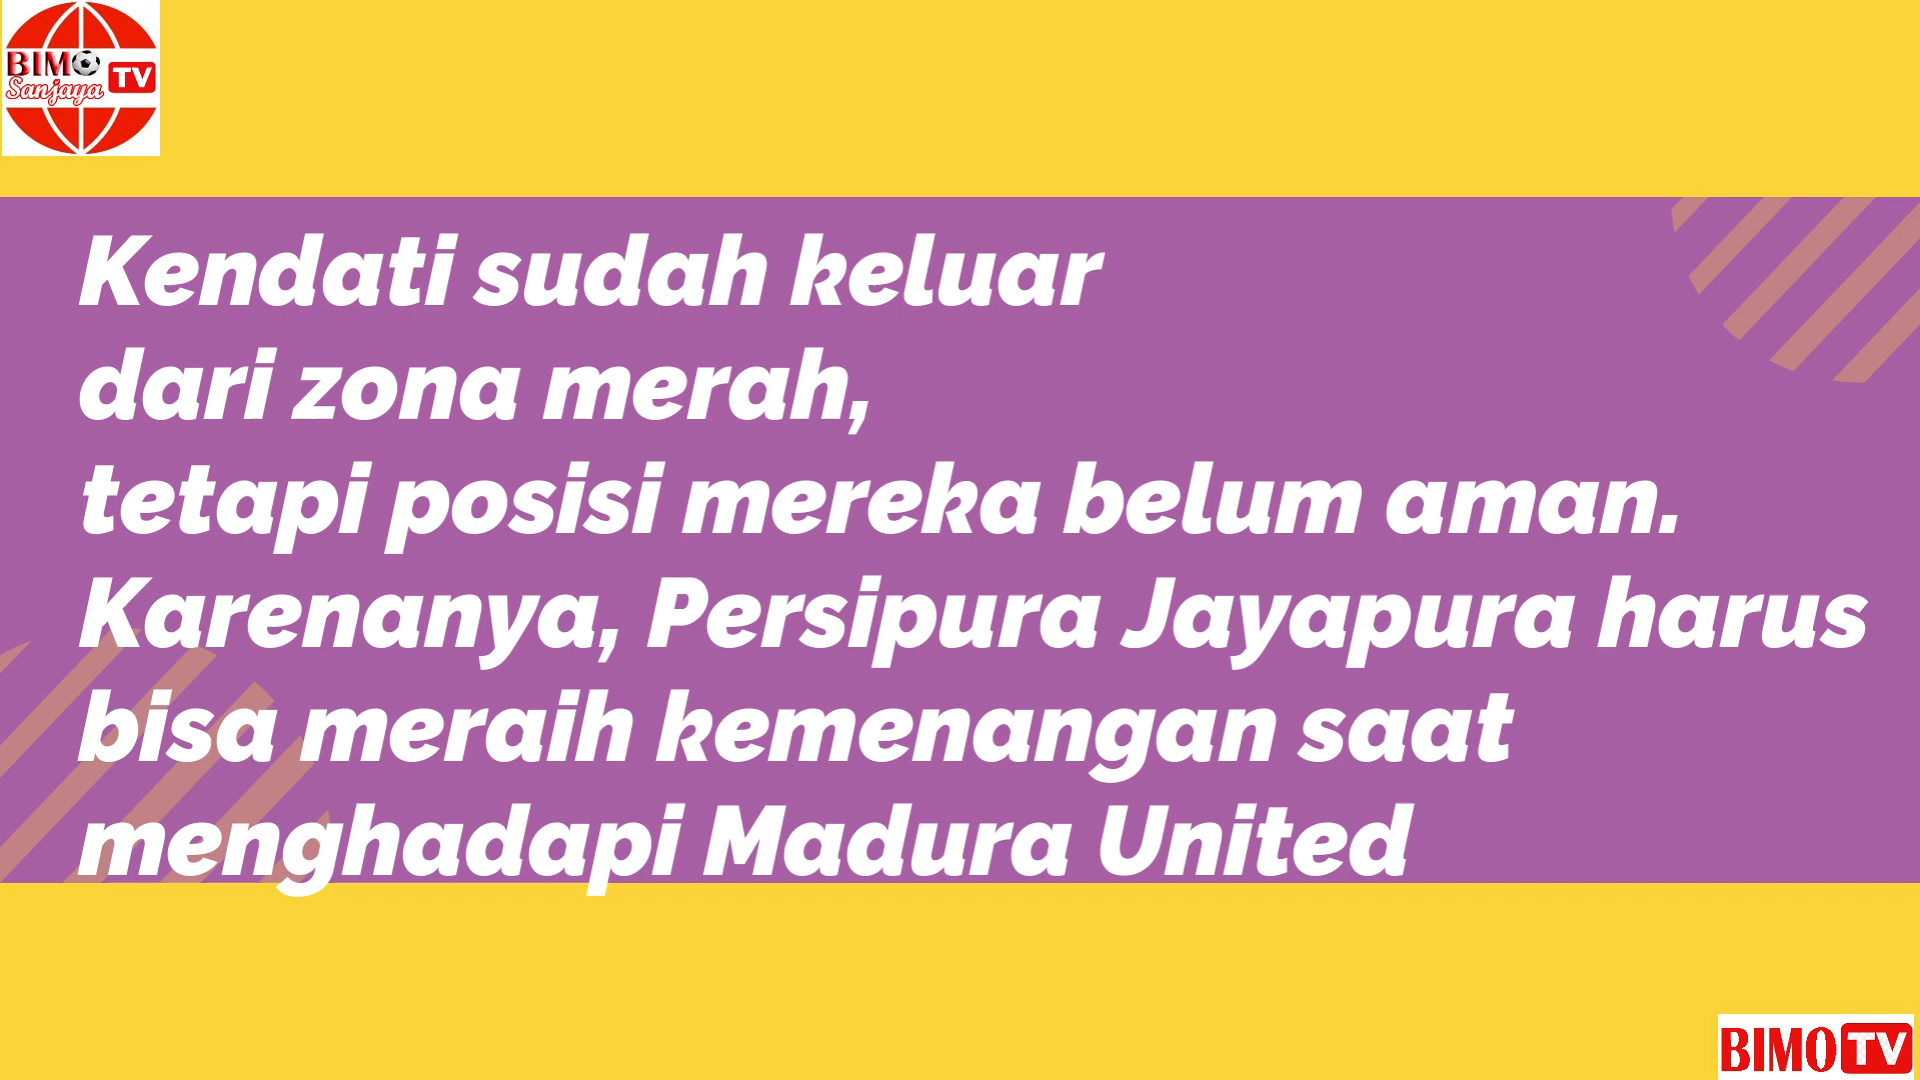 BIMO
Sanjaya TV
Kendati sudah keluar
dari zona merah,
tetapi posisi mereka belum aman.
Karenanya, Persipura Jayapura harus
bisa meraih kemenangan saat
menghadapi Madura United
BIMO TV